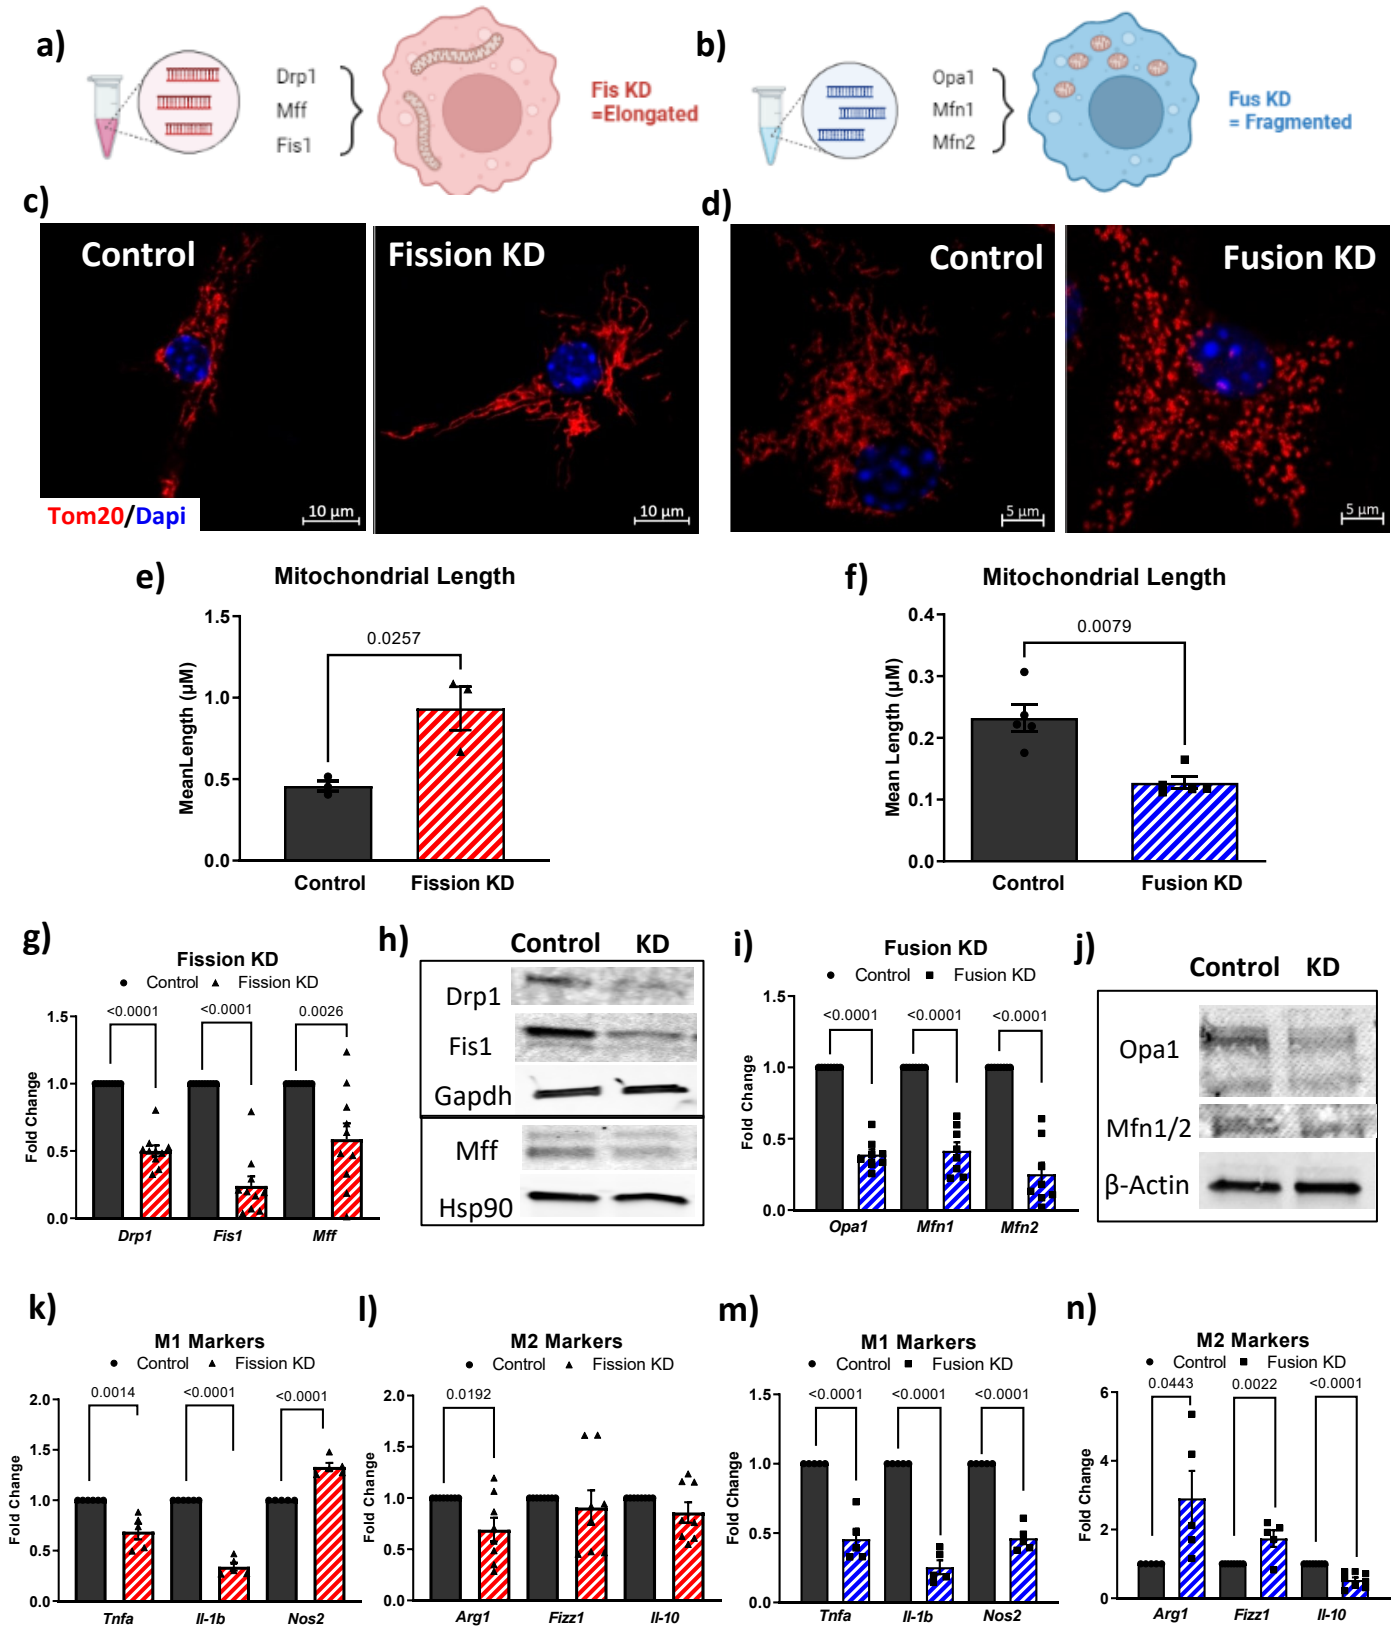 a)
Drp1
Mff
Fis1
Fis KD
=Elongated
b)
Opa1
Mfn1
Mfn2
Fus KD
= Fragmented
c)
Control
Fission KD
Tom20/Dapi
10 µm
10 µm
d)
Control
Fusion KD
5 µm
5 µm
e)
Mitochondrial Length
MeanLength (µM)
1.5
1.0
0.5
0.0
0.0257
Control
Fission KD
f)
Mitochondrial Length
Mean Length (µM)
0.4
0.3
0.2
0.1
0.0
0.0079
Control
Fusion KD
g)
Fission KD
Control
Fission KD
Fold Change
1.5
1.0
0.5
0.0
<0.0001
<0.0001
0.0026
Drp1
Fis1
Mff
h)
Control
KD
Drp1
Fis1
Gapdh
Mff
Hsp90
i)
Fusion KD
Control
Fusion KD
Fold Change
1.5
1.0
0.5
0.0
<0.0001
<0.0001
<0.0001
Opa1
Mfn1
Mfn2
j)
Control
KD
Opa1
Mfn1/2
β-Actin
k)
M1 Markers
Control
Fission KD
Fold Change
2.0
1.5
1.0
0.5
0.0
0.0014
<0.0001
<0.0001
Tnfa
Il-1b
Nos2
l)
M2 Markers
Control
Fission KD
Fold Change
2.0
1.5
1.0
0.5
0.0
0.0192
Arg1
Fizz1
Il-10
m)
M1 Markers
Control
Fusion KD
Fold Change
1.5
1.0
0.5
0.0
<0.0001
<0.0001
<0.0001
Tnfa
Il-1b
Nos2
n)
M2 Markers
Control
Fusion KD
Fold Change
6
4
2
0
0.0443
0.0022
<0.0001
Arg1
Fizz1
Il-10